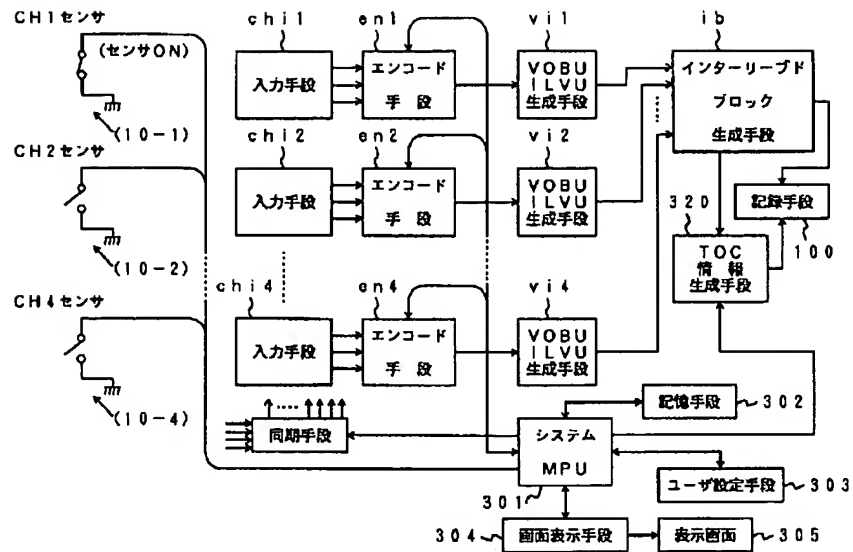 CH1センサ
(センサON)
(10-1)
CH2センサ
(10-2)
CH4センサ
(10-4)
chi1
入力手段
en1
エンコード
手段
vi1
VOBU
ILVU
生成手段
ib
インターリーブド
ブロック
生成手段
chi2
入力手段
en2
エンコード
手段
vi2
VOBU
ILVU
生成手段
320
TOC
情報
生成手段
記録手段
100
chi4
入力手段
en4
エンコード
手段
vi4
VOBU
ILVU
生成手段
同期手段
システム
MPU
301
記憶手段
302
ユーザ設定手段
303
304
画面表示手段
表示画面
305